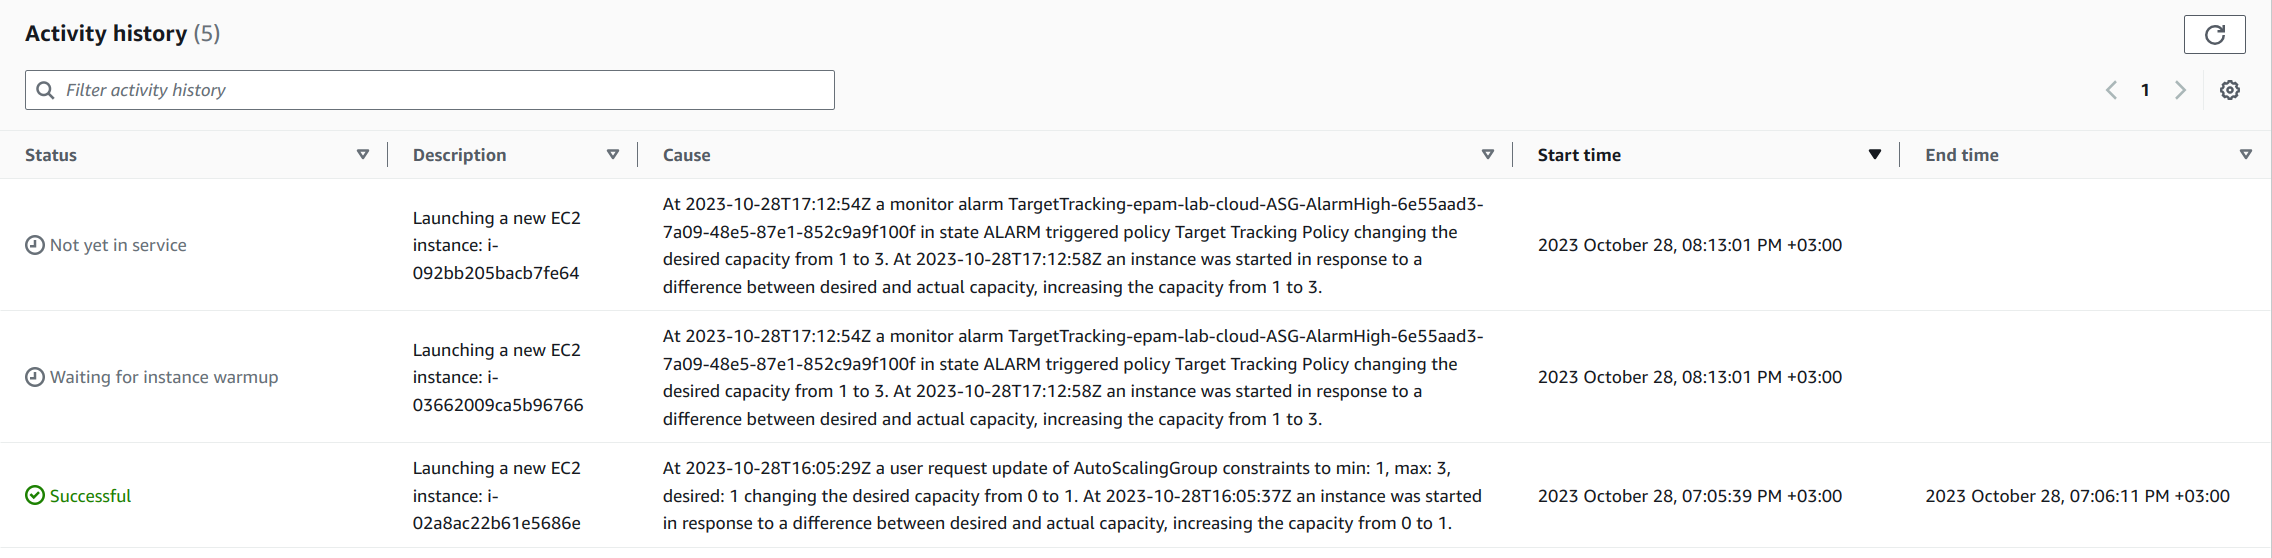 Activity history (5)
Filter activity history
1
Status
Description
Cause
Start time
End time
Not yet in service
Launching a new EC2
instance: i-
092bb205bacb7fe64
At 2023-10-28T17:12:54Z a monitor alarm TargetTracking-epam-lab-cloud-ASG-AlarmHigh-6e55aad3-
7a09-48e5-87e1-852c9a9f100f in state ALARM triggered policy Target Tracking Policy changing the
desired capacity from 1 to 3. At 2023-10-28T17:12:58Z an instance was started in response to a
difference between desired and actual capacity, increasing the capacity from 1 to 3.
2023 October 28, 08:13:01 PM +03:00
Waiting for instance warmup
Launching a new EC2
instance: i-
03662009ca5b96766
At 2023-10-28T17:12:54Z a monitor alarm TargetTracking-epam-lab-cloud-ASG-AlarmHigh-6e55aad3-
7a09-48e5-87e1-852c9a9f100f in state ALARM triggered policy Target Tracking Policy changing the
desired capacity from 1 to 3. At 2023-10-28T17:12:58Z an instance was started in response to a
difference between desired and actual capacity, increasing the capacity from 1 to 3.
2023 October 28, 08:13:01 PM +03:00
Successful
Launching a new EC2
instance: i-
02a8ac22b61e5686e
At 2023-10-28T16:05:29Z a user request update of AutoScalingGroup constraints to min: 1, max: 3,
desired: 1 changing the desired capacity from 0 to 1. At 2023-10-28T16:05:37Z an instance was started
in response to a difference between desired and actual capacity, increasing the capacity from 0 to 1.
2023 October 28, 07:05:39 PM +03:00
2023 October 28, 07:06:11 PM +03:00